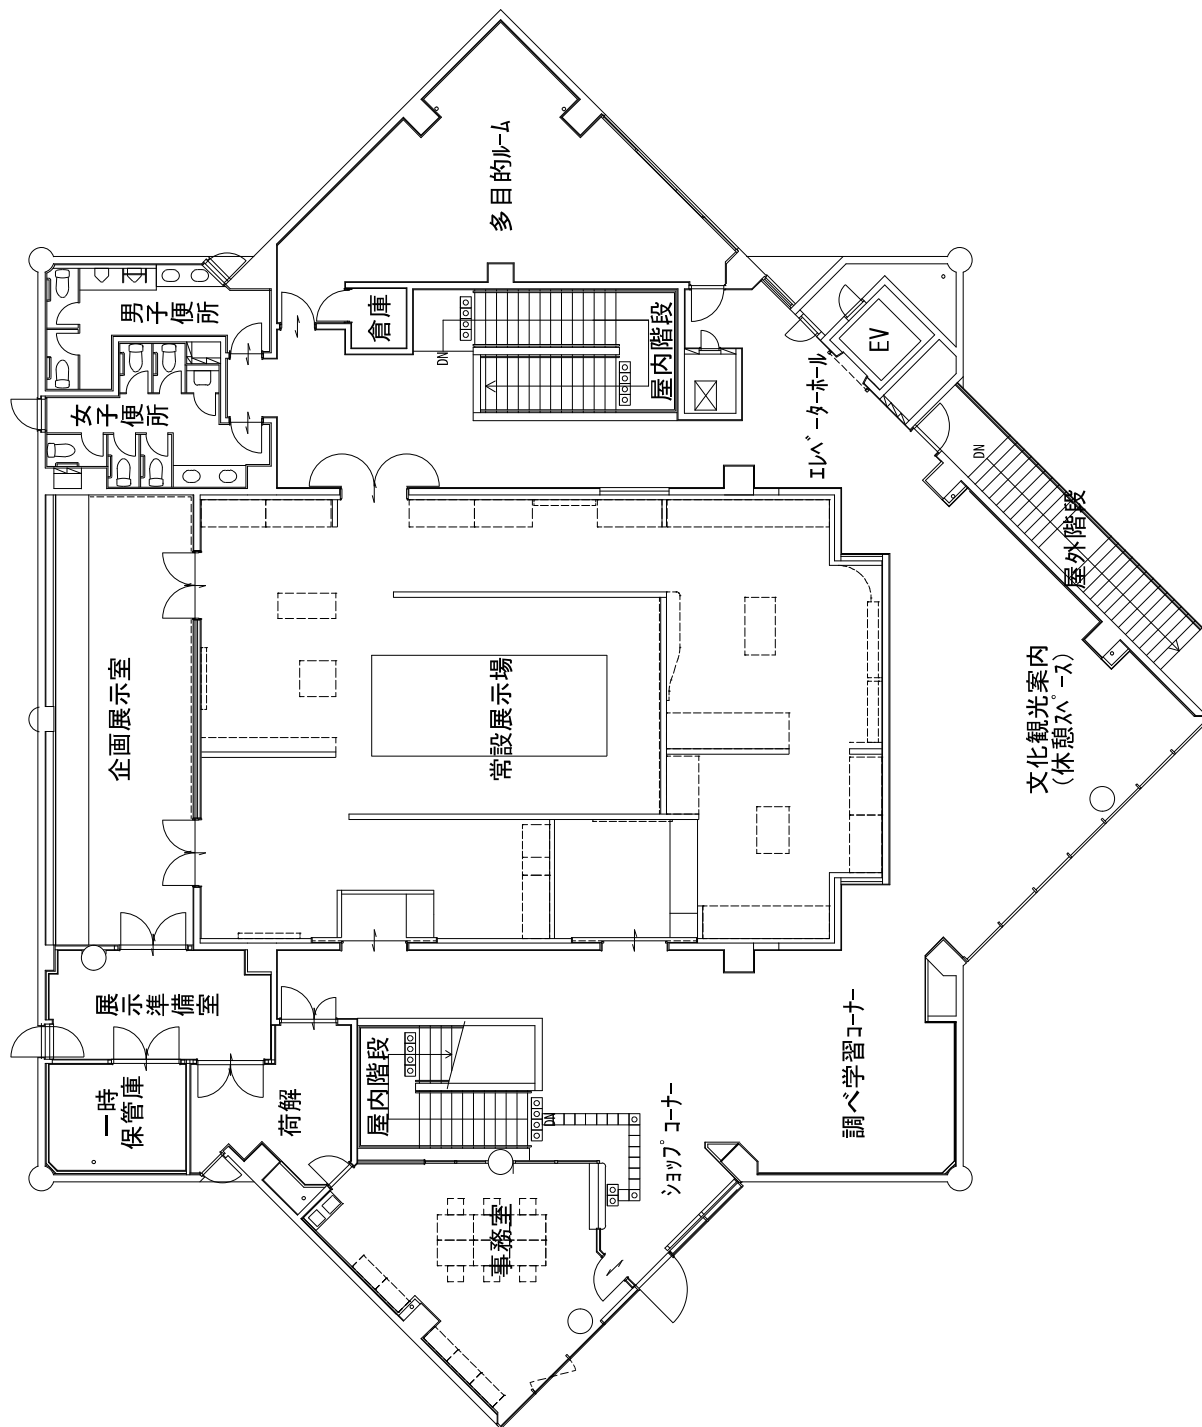 多目的ルーム
男子便所
倉庫
DN
屋内階段
女子便所
EV
エレベーターホール
DN
屋外階段
企画展示室
常設展示場
文化観光案内
(休憩スペース)
展示準備室
調べ学習コーナー
一時
保管庫
荷解
屋内階段
DN
ショップコーナー
事務室